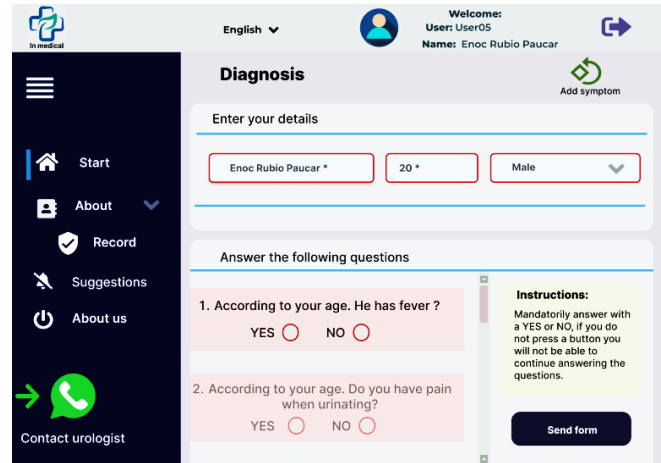 In medical
English
Welcome:
User: User05
Name: Enoc Rubio Paucar
Diagnosis
Add symptom
Start
About
Record
Suggestions
About us
Contact urologist
Enter your details
Enoc Rubio Paucar *
20 *
Male
Answer the following questions
1. According to your age. He has fever ?
YES
NO
2. According to your age. Do you have pain
when urinating?
YES
NO
Instructions:
Mandatorily answer with
a YES or NO, if you do
not press a button you
will not be able to
continue answering the
questions.
Send form